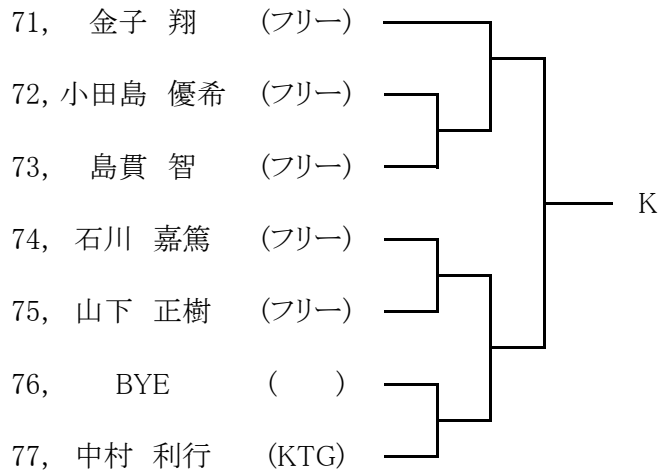 71, 金子 翔 (フリー)
72, 小田島 優希 (フリー)
73, 島貫 智 (フリー)
K
74, 石川 嘉篤 (フリー)
75, 山下 正樹 (フリー)
76, BYE ( )
77, 中村 利行 (KTG)